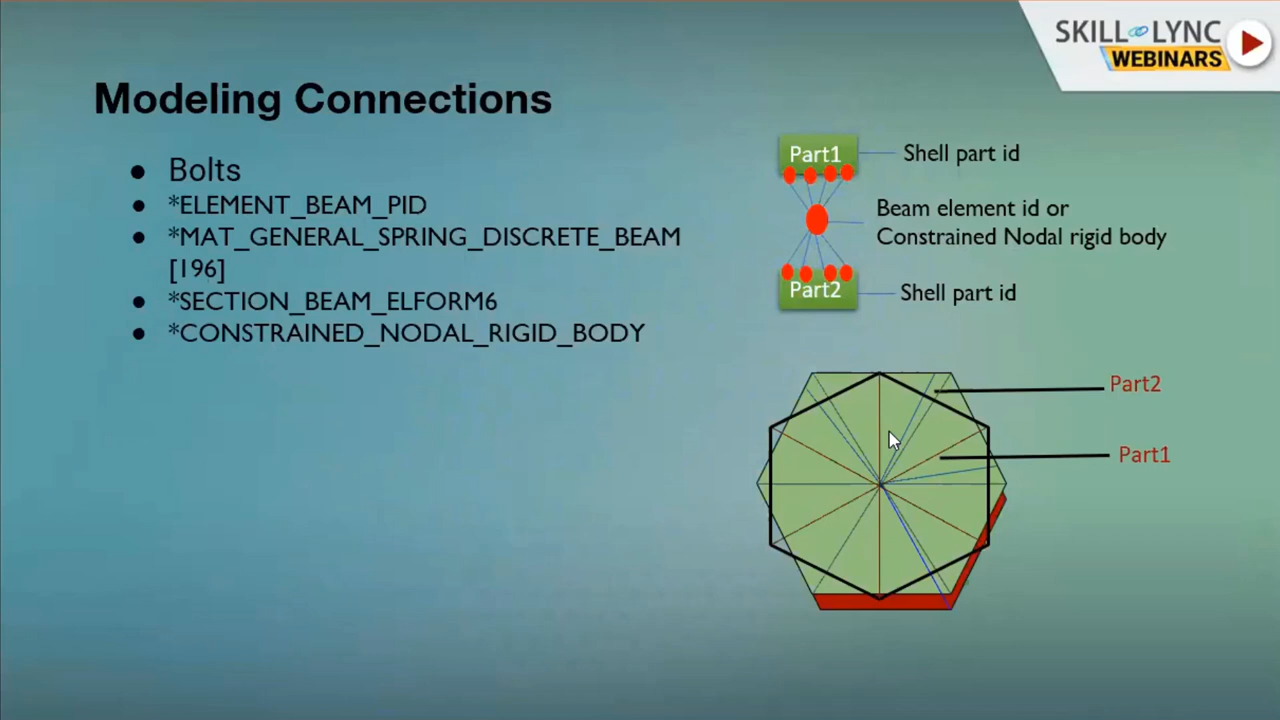 SKILL LYNC
WEBINARS
Modeling Connections
Bolts
*ELEMENT_BEAM_PID
*MAT_GENERAL_SPRING_DISCRETE_BEAM
[196]
*SECTION_BEAM_ELFORM6
*CONSTRAINED_NODAL_RIGID_BODY
Part1
Shell part id
Beam element id or
Constrained Nodal rigid body
Part2
Shell part id
Part2
Part1